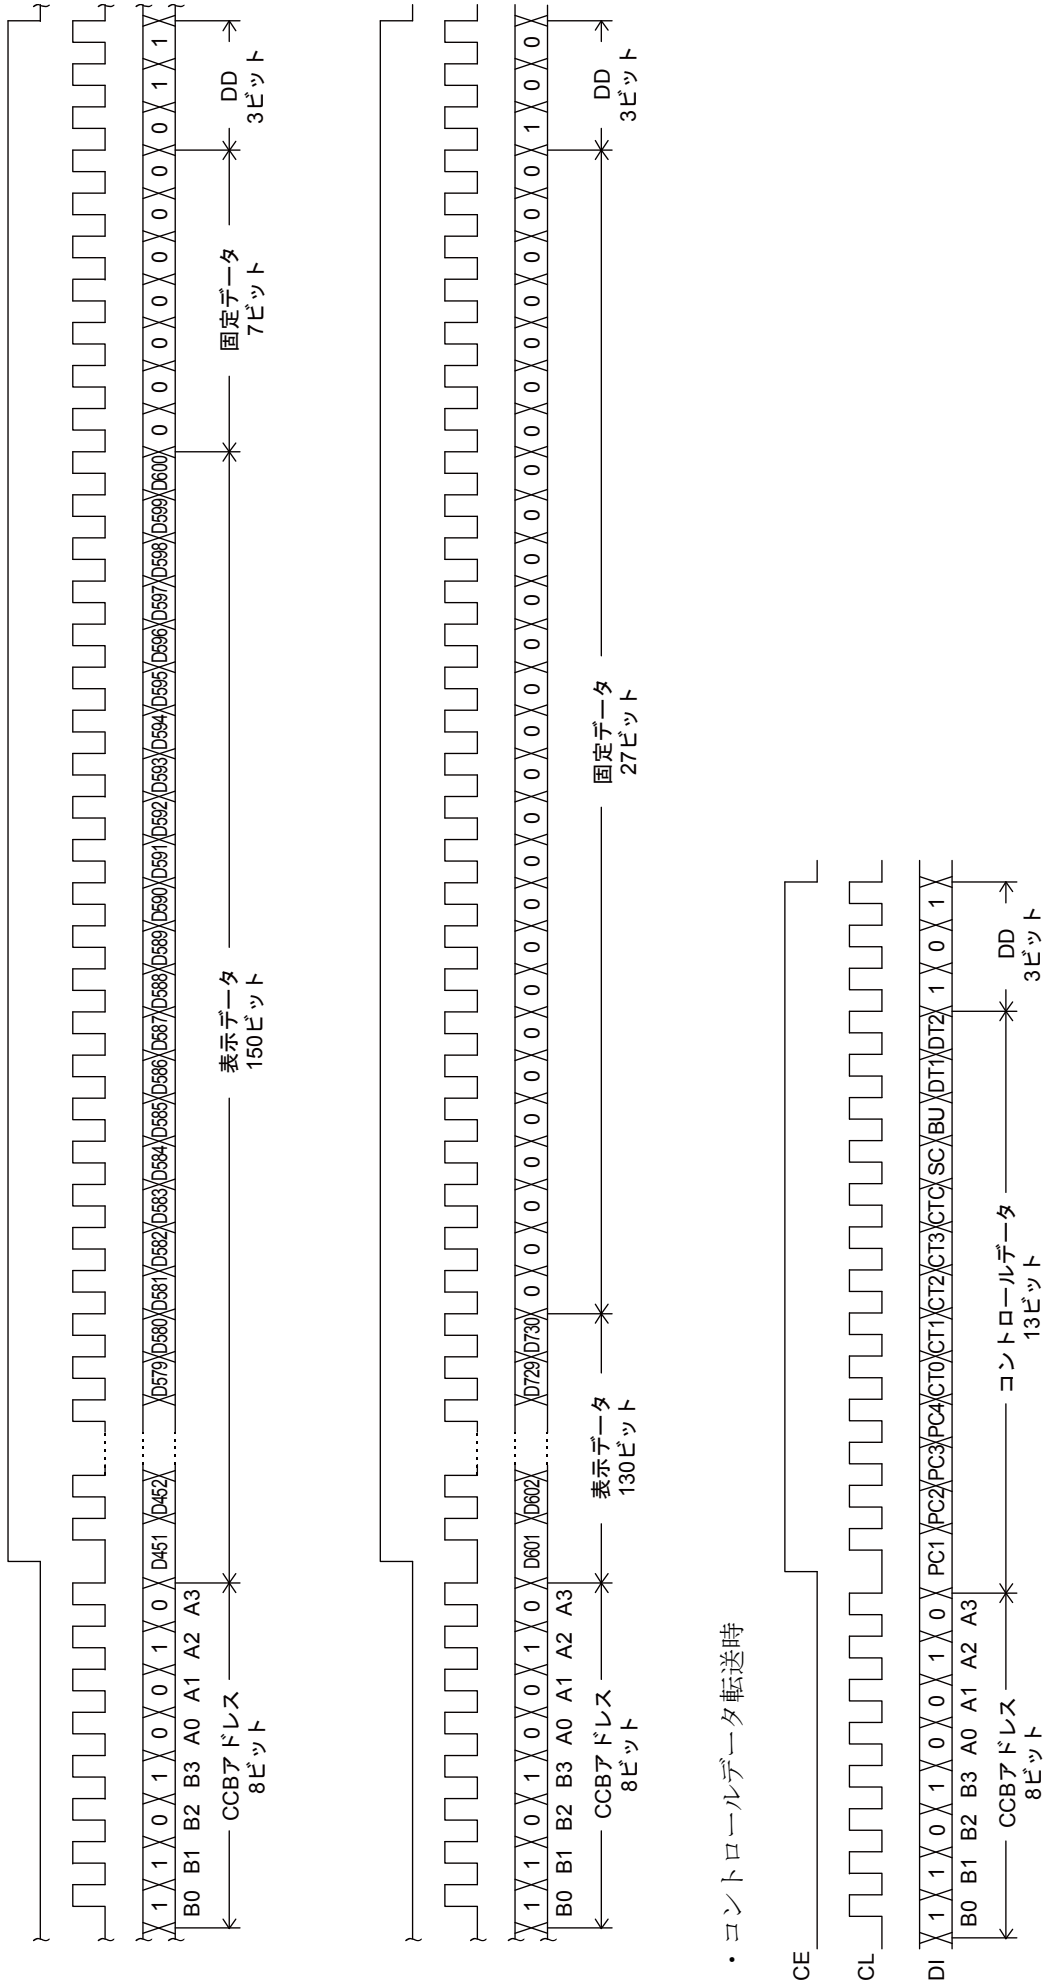 1 1 0 1 0 0 1 0 D451 D452 D579 D580 D581 D582 D583 D584 D585 D586 D587 D588 D589 D590 D591 D592 D593 D594 D595 D596 D597 D598 D599 D600 0 0 0 0 0 0 0 0 1 1
B0 B1 B2 B3 A0 A1 A2 A3
CCBアドレス 表示データ 固定データ DD
8ビット 150ビット 7ビット 3ビット
1 1 0 1 0 0 1 0 D601 D602 D729 D730 0 0 0 0 0 0 0 0 0 0 0 0 0 0 0 0 0 0 0 0 0 0 0 0 0 0 0 1 0 0
B0 B1 B2 B3 A0 A1 A2 A3
CCBアドレス 表示データ 固定データ DD
8ビット 130ビット 27ビット 3ビット
・コントロールデータ転送時
CE
CL
DI 1 1 0 1 0 0 1 0 PC1 PC2 PC3 PC4 CT0 CT1 CT2 CT3 CTC SC BU DT1 DT2 1 0 1
B0 B1 B2 B3 A0 A1 A2 A3
CCBアドレス コントロールデータ DD
8ビット 13ビット 3ビット